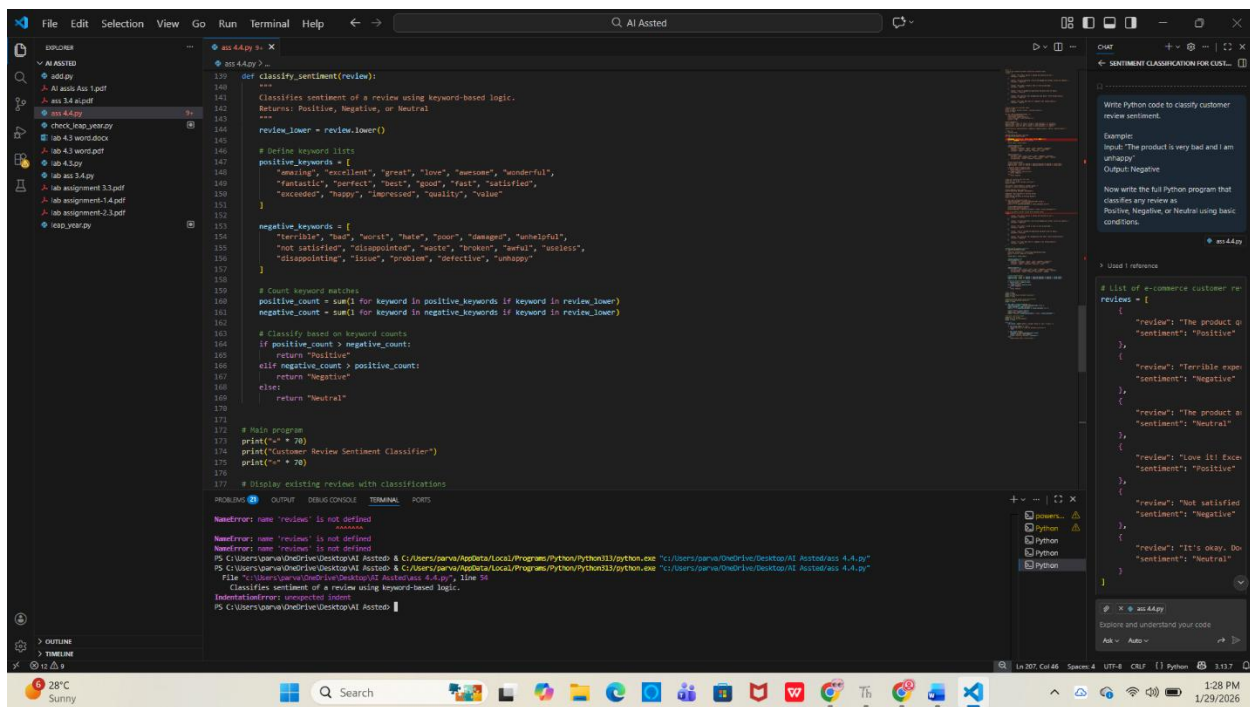 File Edit Selection View Go Run Terminal Help
AI Assted
EXPLORER
AI ASSTED
add.py
AI assis Ass 1.pdf
ass 3.4 ai.pdf
ass 4.4.py 9+
check_leap_year.py
lab 4.3 word.docx
lab 4.3 word.pdf
lab 4.3.py
lab ass 3.4.py
lab assignment 3.3.pdf
lab assignment-1.4.pdf
lab assignment-2.3.pdf
leap_year.py
OUTLINE
TIMELINE
ass 4.4.py 9+
ass 4.4.py > ...
139 def classify_sentiment(review):
140 """
141 Classifies sentiment of a review using keyword-based logic.
142 Returns: Positive, Negative, or Neutral
143 """
144 review_lower = review.lower()
145
146 # Define keyword lists
147 positive_keywords = [
148 "amazing", "excellent", "great", "love", "awesome", "wonderful",
149 "fantastic", "perfect", "best", "good", "fast", "satisfied",
150 "exceeded", "happy", "impressed", "quality", "value"
151 ]
152
153 negative_keywords = [
154 "terrible", "bad", "worst", "hate", "poor", "damaged", "unhelpful",
155 "not satisfied", "disappointed", "waste", "broken", "awful", "useless",
156 "disappointing", "issue", "problem", "defective", "unhappy"
157 ]
158
159 # Count keyword matches
160 positive_count = sum(1 for keyword in positive_keywords if keyword in review_lower)
161 negative_count = sum(1 for keyword in negative_keywords if keyword in review_lower)
162
163 # Classify based on keyword counts
164 if positive_count > negative_count:
165 return "Positive"
166 elif negative_count > positive_count:
167 return "Negative"
168 else:
169 return "Neutral"
170
171
172 # Main program
173 print("=" * 70)
174 print("Customer Review Sentiment Classifier")
175 print("=" * 70)
176
177 # Display existing reviews with classifications
PROBLEMS 21 OUTPUT DEBUG CONSOLE TERMINAL PORTS
NameError: name 'reviews' is not defined
^^^^^^^
NameError: name 'reviews' is not defined
NameError: name 'reviews' is not defined
PS C:\Users\parva\OneDrive\Desktop\AI Assted> & C:/Users/parva/AppData/Local/Programs/Python/Python313/python.exe "c:/Users/parva/OneDrive/Desktop/AI Assted/ass 4.4.py"
PS C:\Users\parva\OneDrive\Desktop\AI Assted> & C:/Users/parva/AppData/Local/Programs/Python/Python313/python.exe "c:/Users/parva/OneDrive/Desktop/AI Assted/ass 4.4.py"
File "c:\Users\parva\OneDrive\Desktop\AI Assted\ass 4.4.py", line 54
Classifies sentiment of a review using keyword-based logic.
IndentationError: unexpected indent
PS C:\Users\parva\OneDrive\Desktop\AI Assted>
powers...
Python
Python
Python
Python
CHAT
SENTIMENT CLASSIFICATION FOR CUST...
Write Python code to classify customer
review sentiment.
Example:
Input: "The product is very bad and I am
unhappy"
Output: Negative
Now write the full Python program that
classifies any review as
Positive, Negative, or Neutral using basic
conditions.
ass 4.4.py
Used 1 reference
# List of e-commerce customer re
reviews = [
{
"review": "The product q
"sentiment": "Positive"
},
{
"review": "Terrible expe
"sentiment": "Negative"
},
{
"review": "The product a
"sentiment": "Neutral"
},
{
"review": "Love it! Exce
"sentiment": "Positive"
},
{
"review": "Not satisfied
"sentiment": "Negative"
},
{
"review": "It's okay. Do
"sentiment": "Neutral"
}
]
ass 4.4.py
Explore and understand your code
Ask Auto
12 9
Ln 207, Col 46 Spaces: 4 UTF-8 CRLF {} Python 3.13.7
28°C
Sunny
Search
1:28 PM
1/29/2026